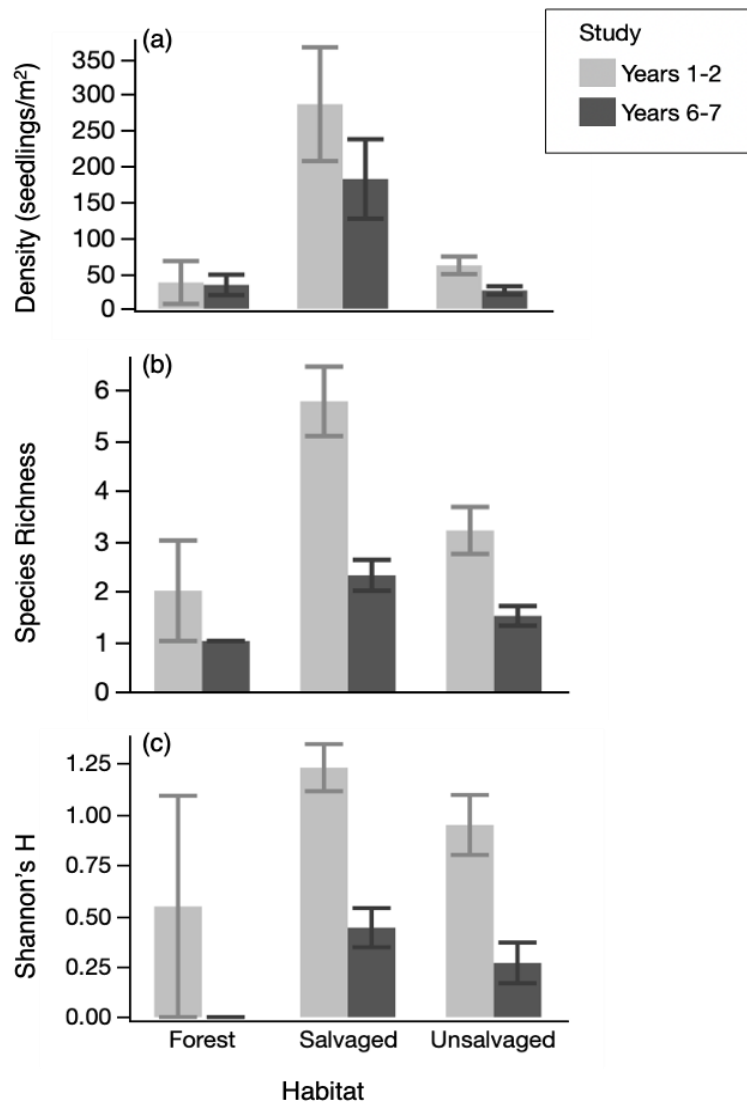 Study
Years 1-2
Years 6-7
(a)
Density (seedlings/m²)
350
300
250
200
150
100
50
0
(b)
Species Richness
6
5
4
3
2
1
0
(c)
Shannon's H
1.25
1.00
0.75
0.50
0.25
0.00
Forest Salvaged Unsalvaged
Habitat